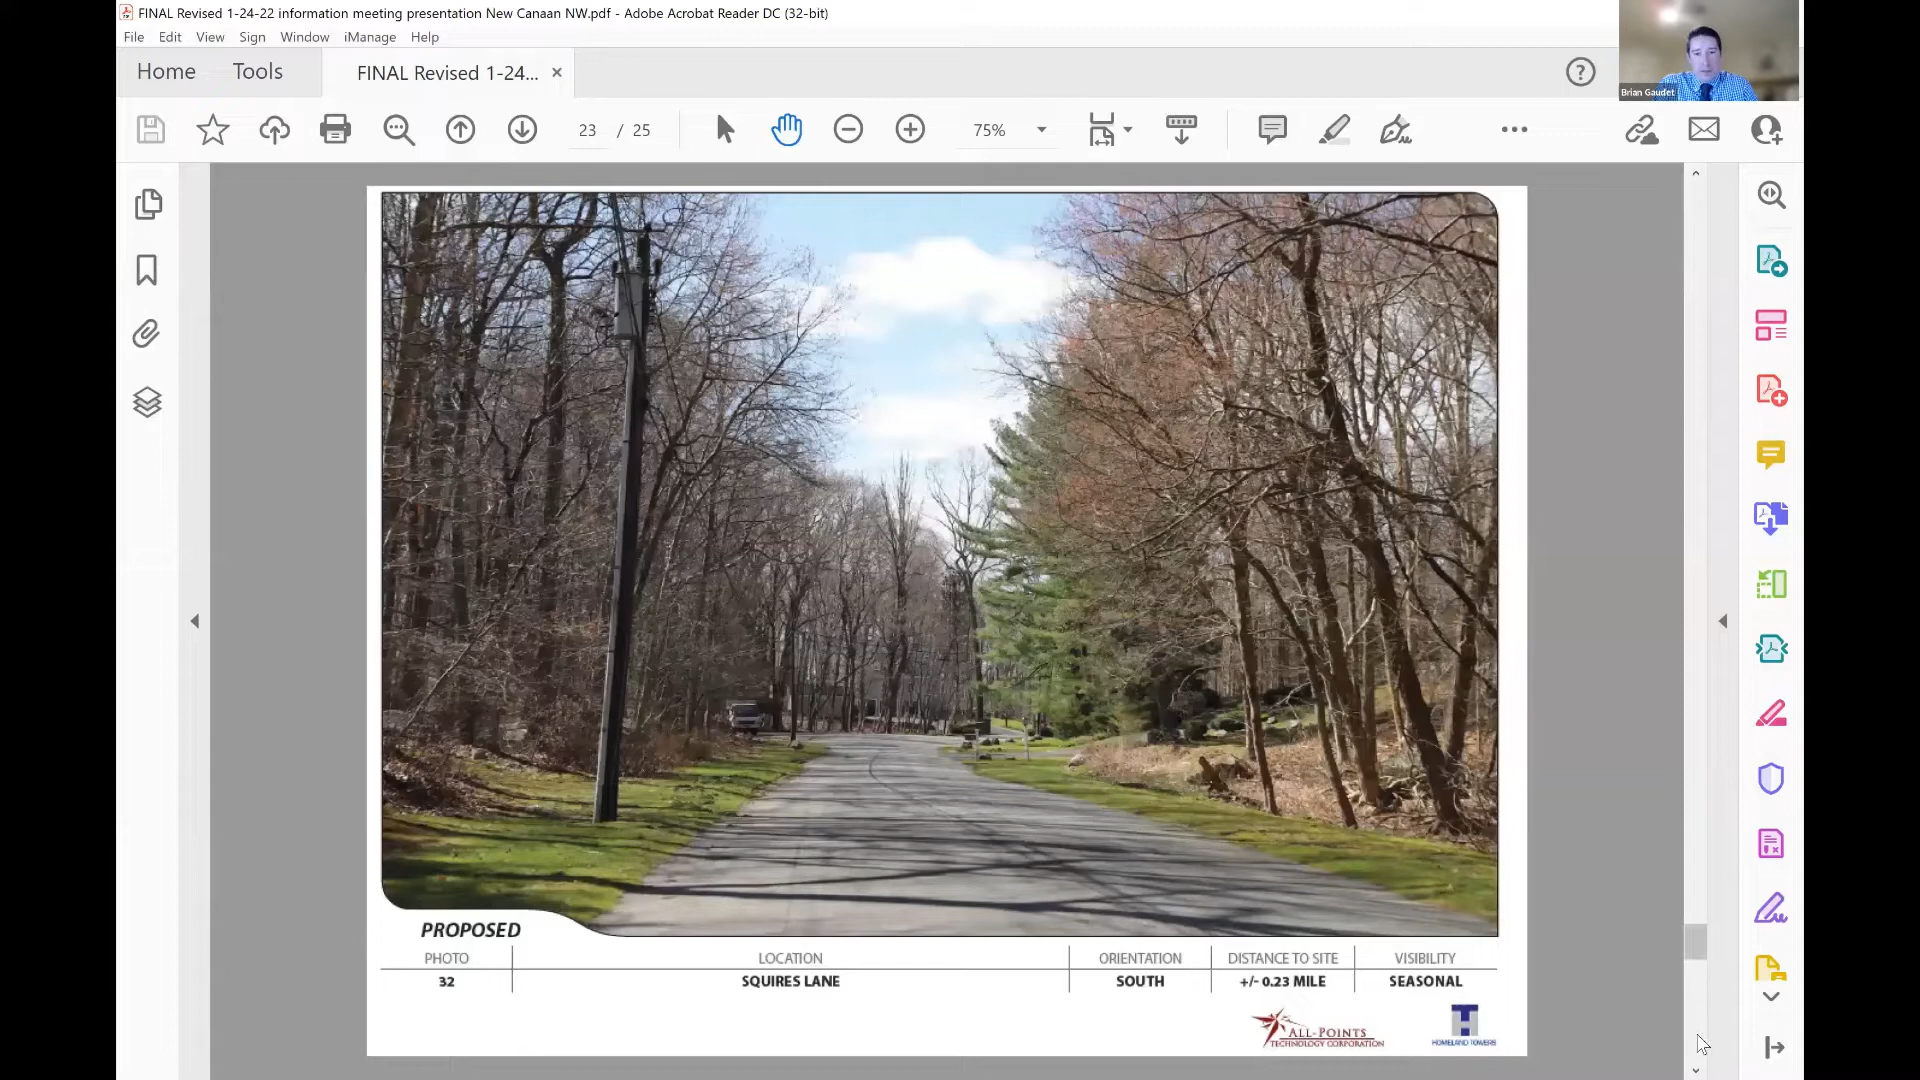 FINAL Revised 1-24-22 information meeting presentation New Canaan NW.pdf - Adobe Acrobat Reader DC (32-bit)
File Edit View Sign Window iManage Help
Home Tools FINAL Revised 1-24... ×
Brian Gaudet
23 / 25 75%
PROPOSED
PHOTO LOCATION ORIENTATION DISTANCE TO SITE VISIBILITY
32 SQUIRES LANE SOUTH +/- 0.23 MILE SEASONAL
ALL-POINTS
TECHNOLOGY CORPORATION
HOMELAND TOWERS